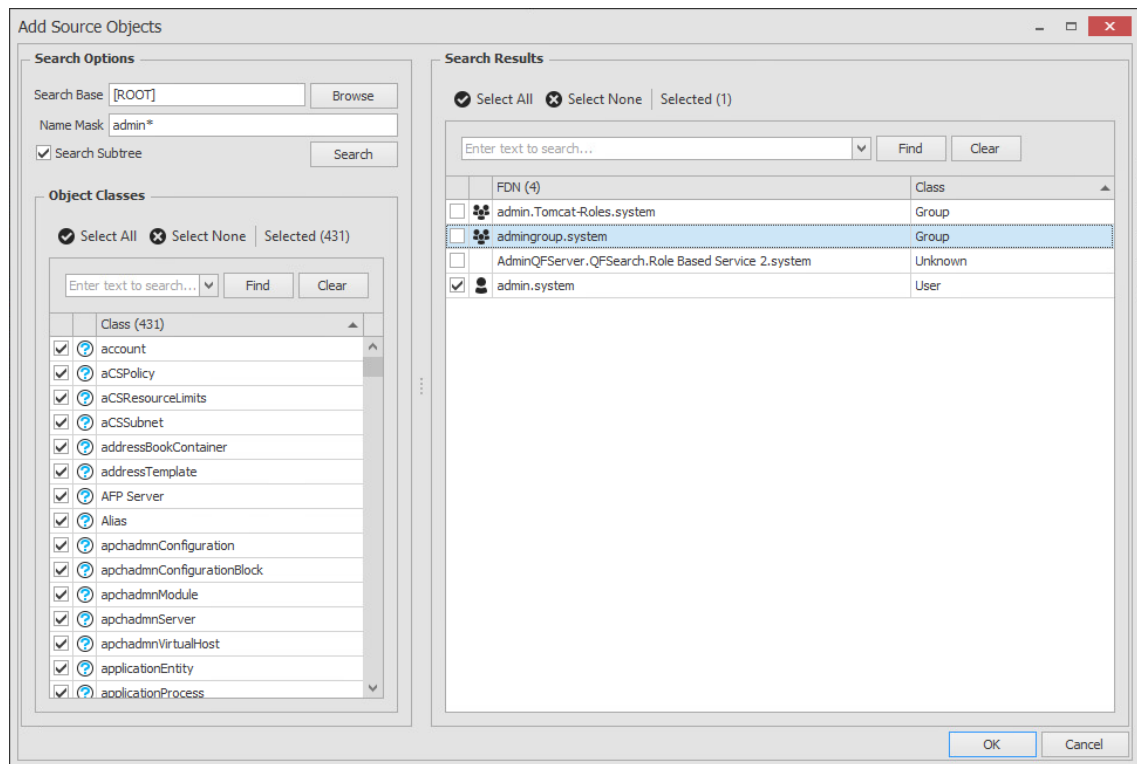 Add Source Objects
Search Options
Search Base [ROOT] Browse
Name Mask admin*
Search Subtree Search
Object Classes
Select All Select None Selected (431)
Enter text to search... Find Clear
Class (431)
account
aCSPolicy
aCSResourceLimits
aCSSubnet
addressBookContainer
addressTemplate
AFP Server
Alias
apchadmnConfiguration
apchadmnConfigurationBlock
apchadmnModule
apchadmnServer
apchadmnVirtualHost
applicationEntity
applicationProcess
Search Results
Select All Select None Selected (1)
Enter text to search... Find Clear
FDN (4) Class
admin.Tomcat-Roles.system Group
admingroup.system Group
AdminQFServer.QFSearch.Role Based Service 2.system Unknown
admin.system User
OK Cancel